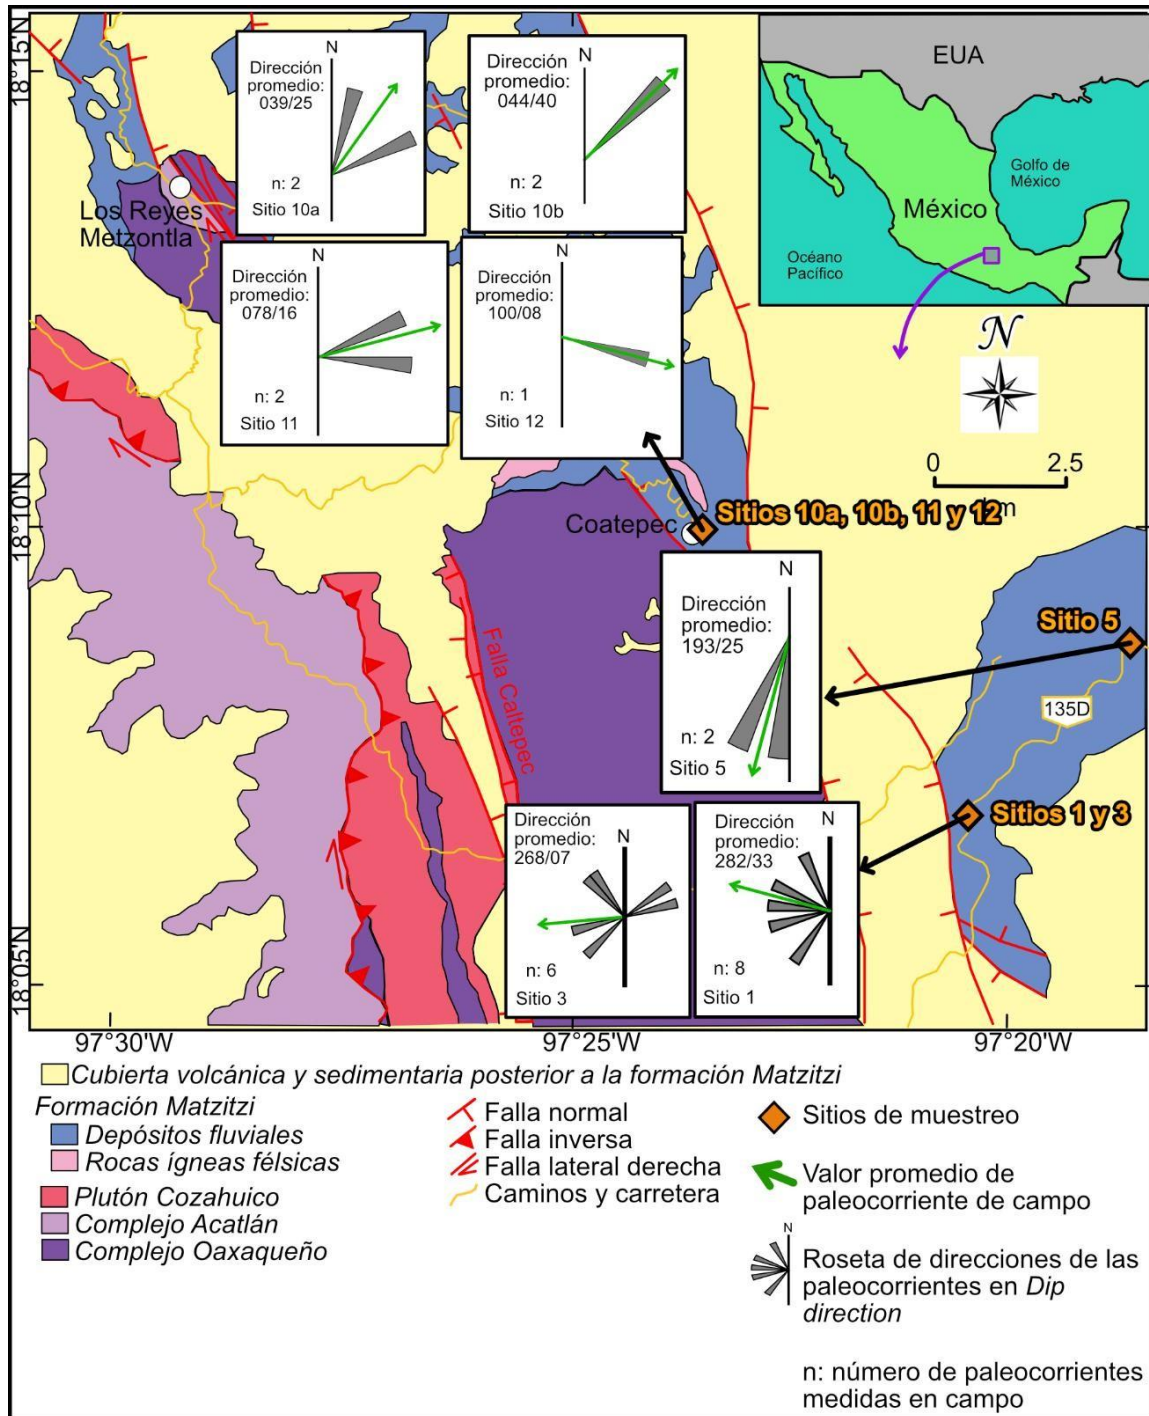 18°15'N
18°10'N
18°05'N
97°30'W
97°25'W
97°20'W
N
Dirección
promedio:
039/25
n: 2
Sitio 10a
N
Dirección
promedio:
044/40
n: 2
Sitio 10b
EUA
Golfo de
México
México
Océano
Pacífico
Los Reyes
Metzontla
Dirección
promedio:
078/16
n: 2
Sitio 11
Dirección
promedio:
100/08
n: 1
Sitio 12
N
0 2.5
km
Coatepec
Sitios 10a, 10b, 11 y 12
N
Dirección
promedio:
193/25
n: 2
Sitio 5
Sitio 5
135D
Falla Caltepec
Dirección
promedio:
268/07
N
n: 6
Sitio 3
Dirección
promedio:
282/33
N
n: 8
Sitio 1
Sitios 1 y 3
Cubierta volcánica y sedimentaria posterior a la formación Matzitzi
Formación Matzitzi
Depósitos fluviales
Rocas ígneas félsicas
Plutón Cozahuico
Complejo Acatlán
Complejo Oaxaqueño
Falla normal
Falla inversa
Falla lateral derecha
Caminos y carretera
Sitios de muestreo
Valor promedio de
paleocorriente de
campo
N
Roseta de direcciones de las
paleocorrientes en Dip
direction
n: número de paleocorrientes
medidas en campo